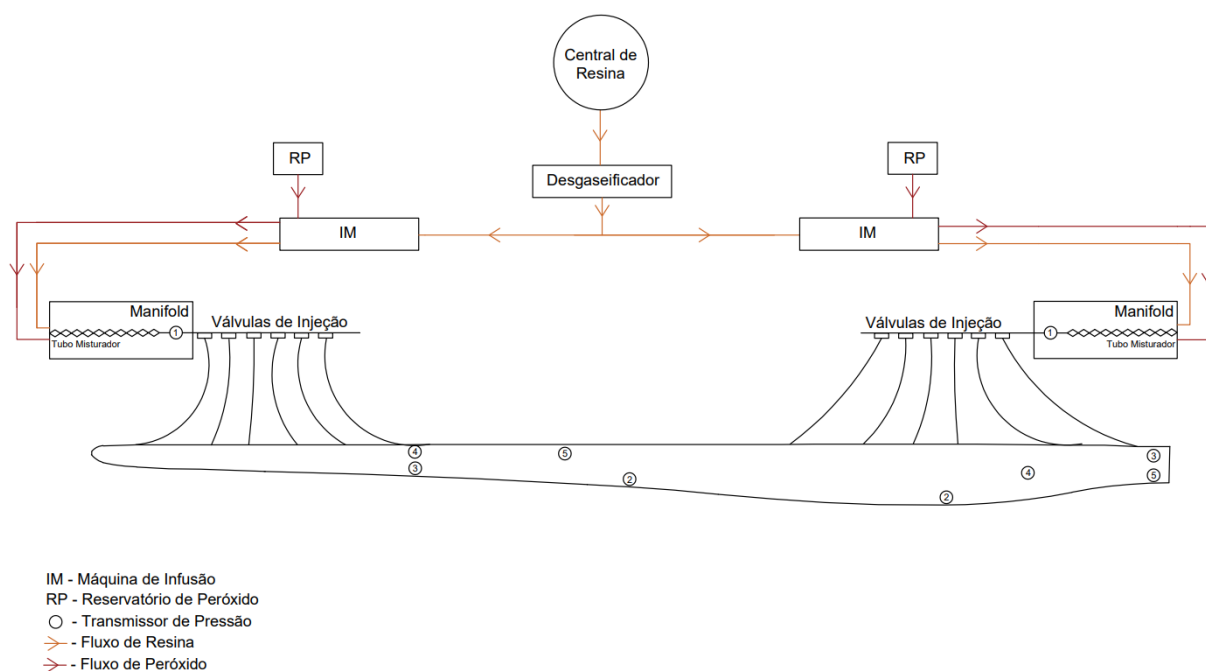 Central de
Resina
RP
RP
Desgaseificador
IM
IM
Manifold
Válvulas de Injeção
1
Tubo Misturador
Manifold
Válvulas de Injeção
1
Tubo Misturador
4
5
3
3
2
4
5
2
IM - Máquina de Infusão
RP - Reservatório de Peróxido
- Transmissor de Pressão
- Fluxo de Resina
- Fluxo de Peróxido